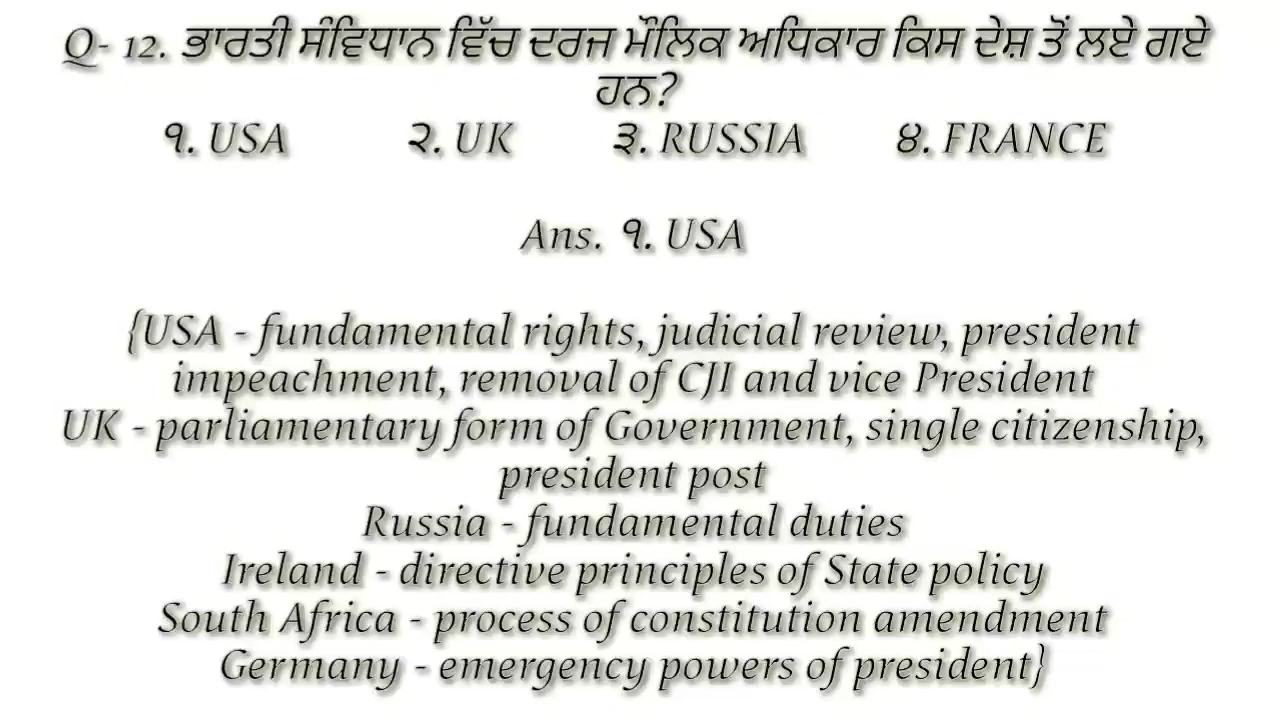 Q- 12. ਭਾਰਤੀ ਸੰਵਿਧਾਨ ਵਿੱਚ ਦਰਜ ਮੌਲਿਕ ਅਧਿਕਾਰ ਕਿਸ ਦੇਸ਼ ਤੋਂ ਲਏ ਗਏ
ਹਨ?
੧. USA ੨. UK ੩. RUSSIA ੪. FRANCE
Ans. ੧. USA
{USA - fundamental rights, judicial review, president
impeachment, removal of CJI and vice President
UK - parliamentary form of Government, single citizenship,
president post
Russia - fundamental duties
Ireland - directive principles of State policy
South Africa - process of constitution amendment
Germany - emergency powers of president}